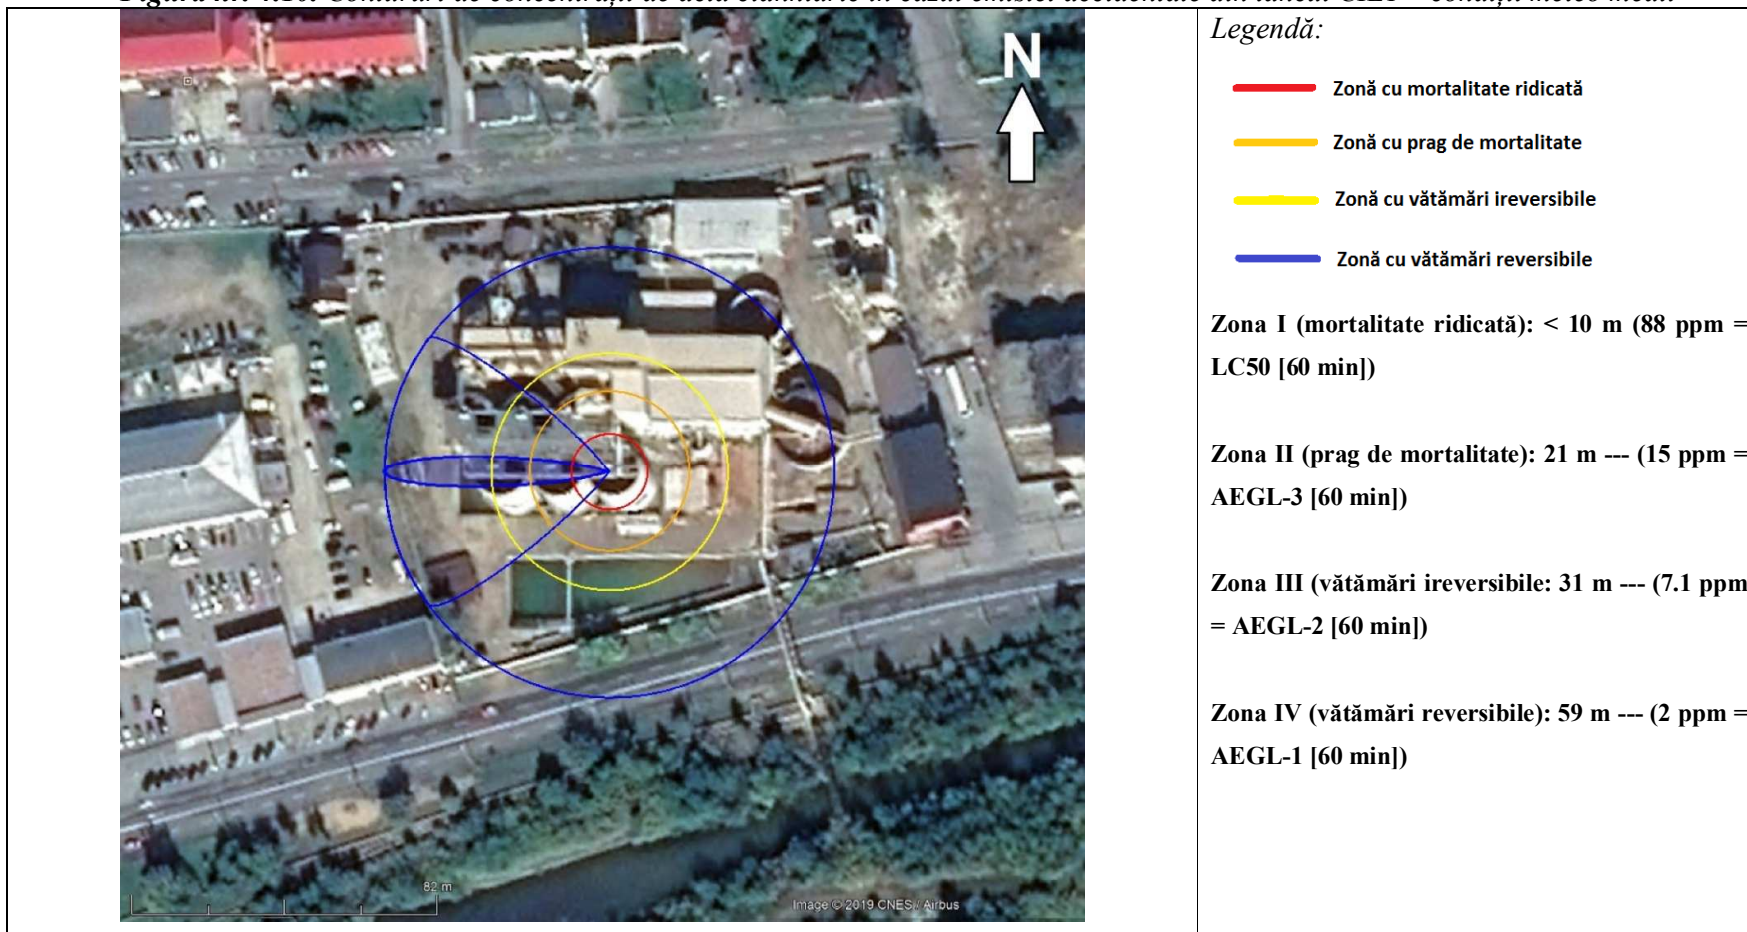 Legendă:
N
Zonă cu mortalitate ridicată
Zonă cu prag de mortalitate
Zonă cu vătămări ireversibile
Zonă cu vătămări reversibile
Zona I (mortalitate ridicată): < 10 m (88 ppm =
LC50 [60 min])
Zona II (prag de mortalitate): 21 m --- (15 ppm =
AEGL-3 [60 min])
Zona III (vătămări ireversibile: 31 m --- (7.1 ppm
= AEGL-2 [60 min])
Zona IV (vătămări reversibile): 59 m --- (2 ppm =
AEGL-1 [60 min])
82 m
Image © 2019 CNES / Airbus